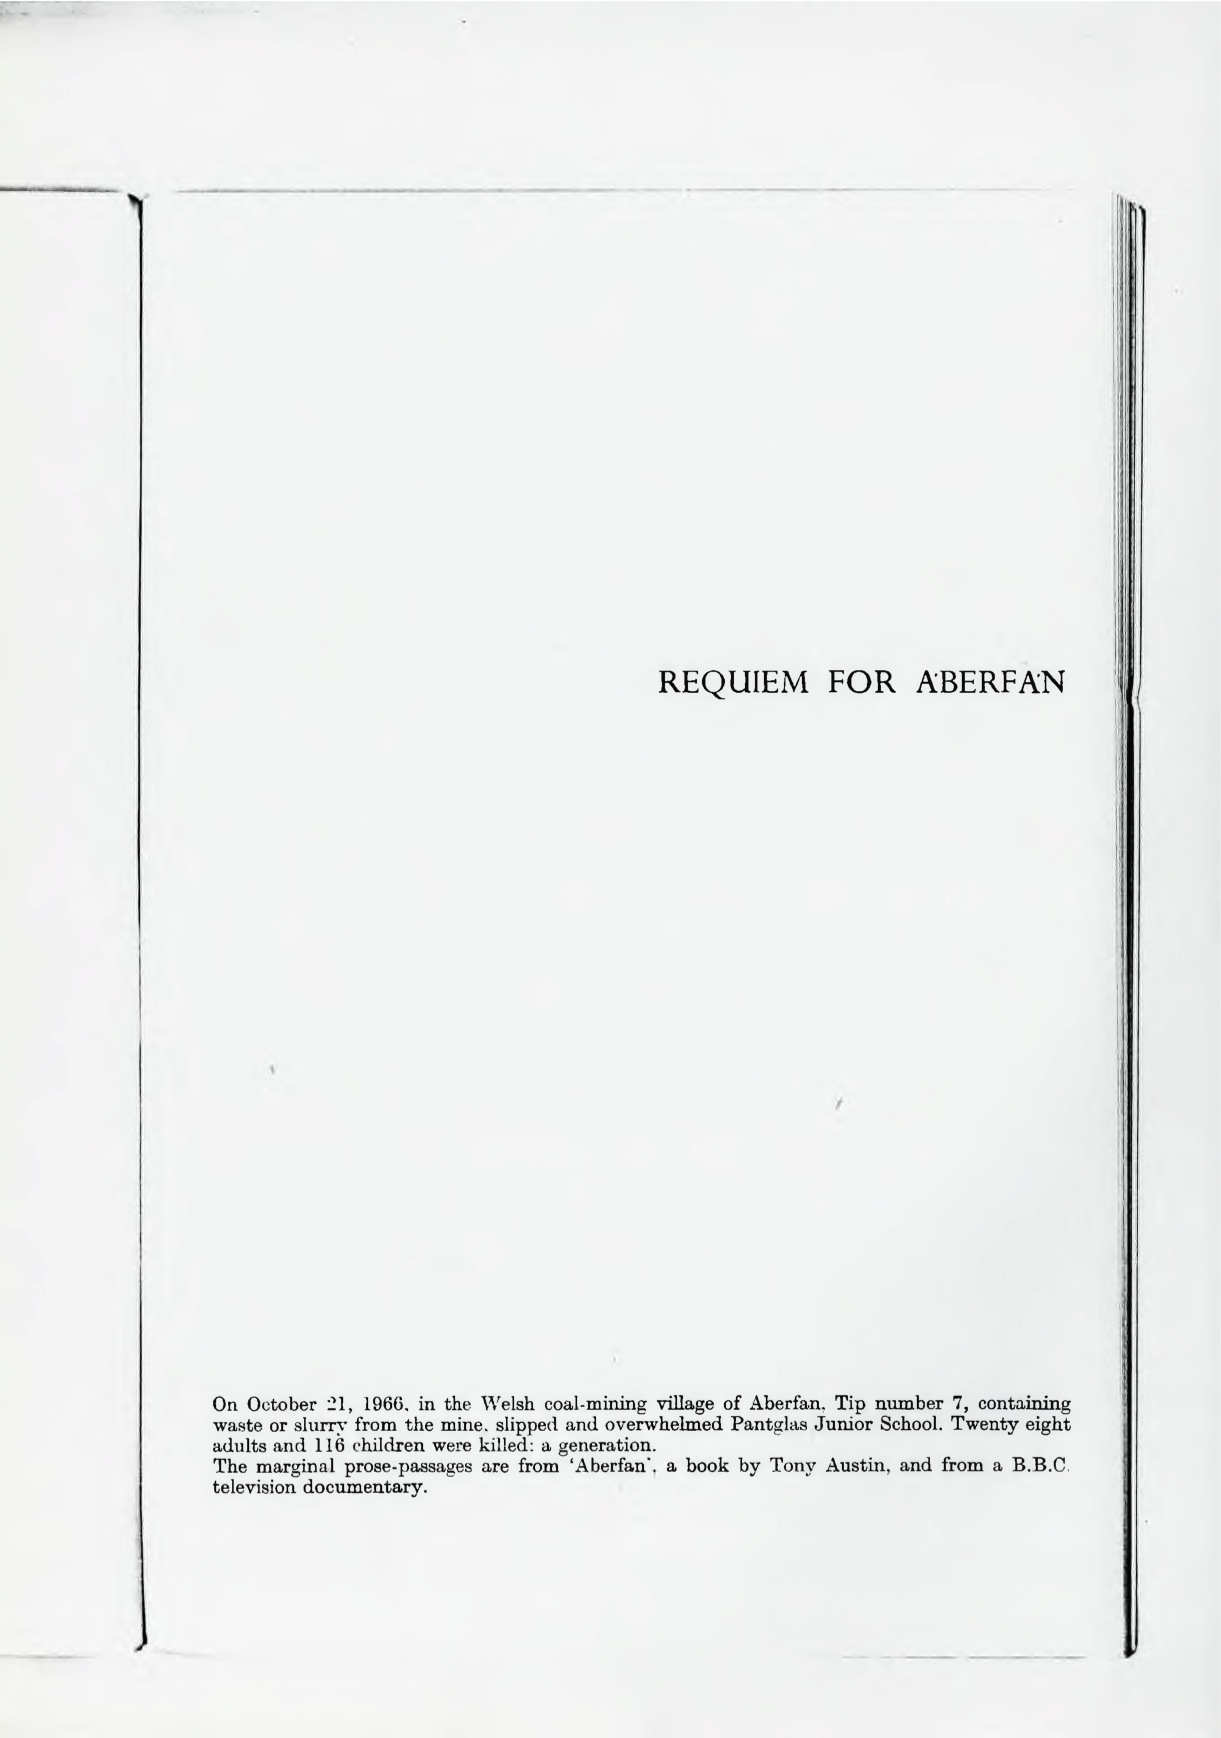 REQUIEM FOR ABERFAN
On October 21, 1966, in the Welsh coal-mining village of Aberfan, Tip number 7, containing
waste or slurry from the mine, slipped and overwhelmed Pantglas Junior School. Twenty eight
adults and 116 children were killed: a generation.
The marginal prose-passages are from ‘Aberfan’, a book by Tony Austin, and from a B.B.C.
television documentary.